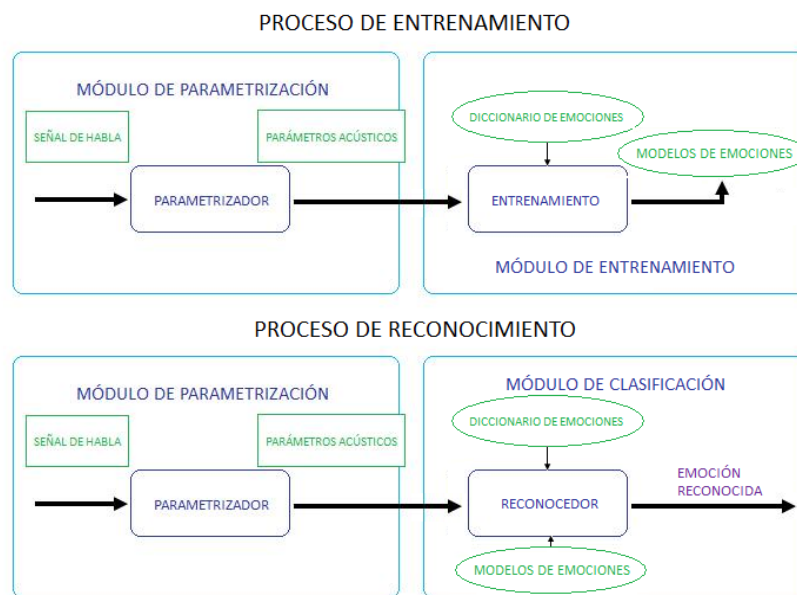 PROCESO DE ENTRENAMIENTO
MÓDULO DE PARAMETRIZACIÓN
SEÑAL DE HABLA
PARÁMETROS ACÚSTICOS
PARAMETRIZADOR
DICCIONARIO DE EMOCIONES
MODELOS DE EMOCIONES
ENTRENAMIENTO
MÓDULO DE ENTRENAMIENTO
PROCESO DE RECONOCIMIENTO
MÓDULO DE PARAMETRIZACIÓN
SEÑAL DE HABLA
PARÁMETROS ACÚSTICOS
PARAMETRIZADOR
MÓDULO DE CLASIFICACIÓN
DICCIONARIO DE EMOCIONES
RECONOCEDOR
EMOCIÓN
RECONOCIDA
MODELOS DE EMOCIONES